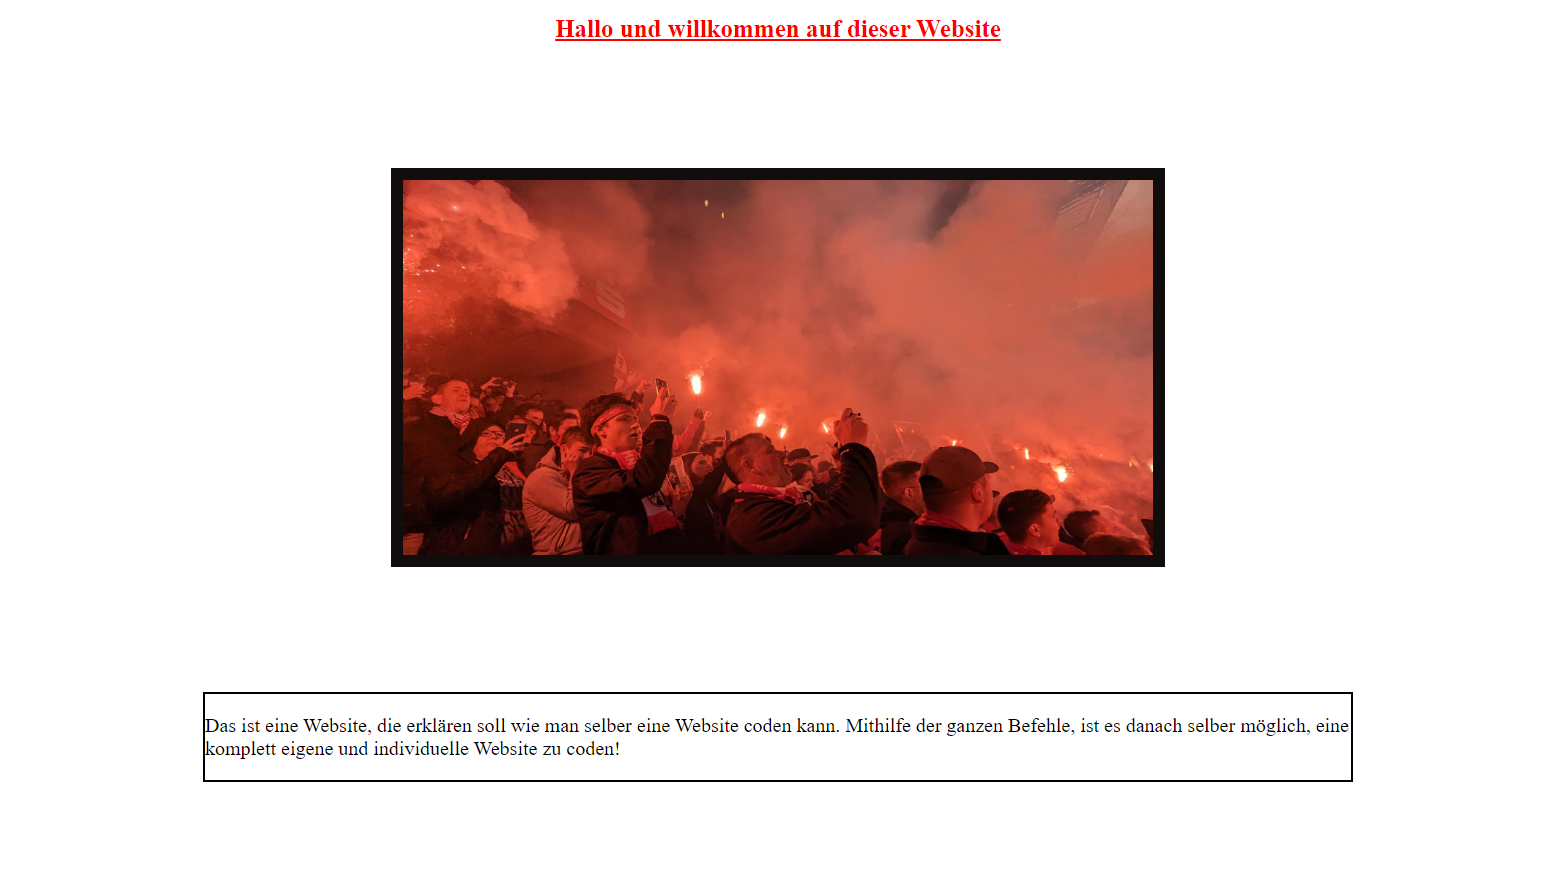 Hallo und willkommen auf dieser Website
Das ist eine Website, die erklären soll wie man selber eine Website coden kann. Mithilfe der ganzen Befehle, ist es danach selber möglich, eine
komplett eigene und individuelle Website zu coden!